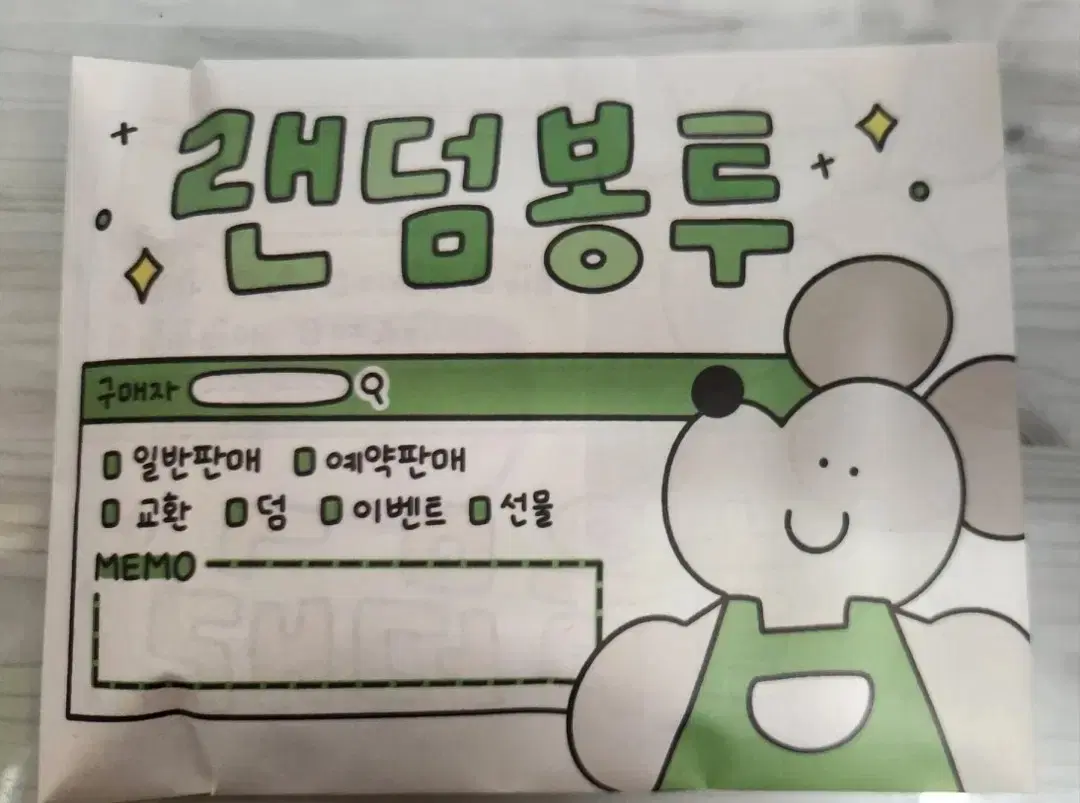 랜덤봉투
구매자
일반판매 예약판매
교환 덤 이벤트 선물
MEMO